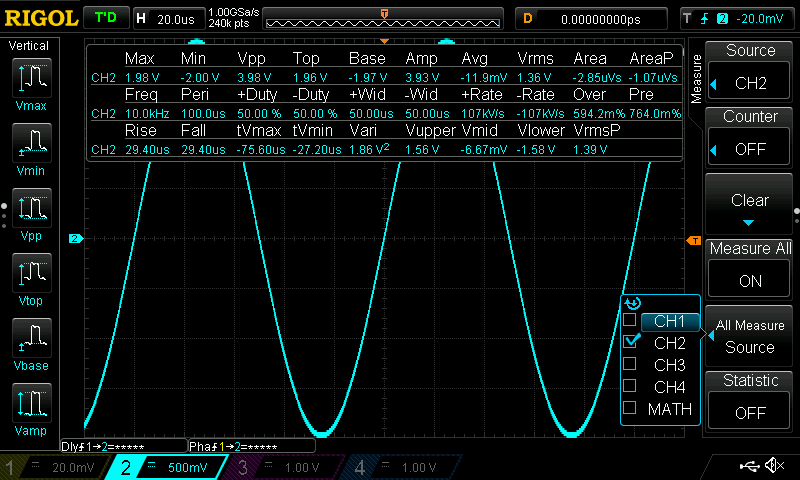 RIGOL T'D H 20.0us 1.00GSa/s 240k pts D 0.00000000ps T 2 -20.0mV
Vertical
Vmax
Vmin
Vpp
Vtop
Vbase
Vamp
Max Min Vpp Top Base Amp Avg Vrms Area AreaP
CH2 1.98 V -2.00 V 3.98 V 1.96 V -1.97 V 3.93 V -11.9mV 1.36 V -2.85uVs -1.07uVs
Freq Peri +Duty -Duty +Wid -Wid +Rate -Rate Over Pre
CH2 10.0kHz 100.0us 50.00 % 50.00 % 50.00us 50.00us 107kV/s -107kV/s 594.2m% 764.0m%
Rise Fall tVmax tVmin Vari Vupper Vmid Vlower VrmsP
CH2 29.40us 29.40us -75.60us -27.20us 1.86 V² 1.56 V -6.67mV -1.58 V 1.39 V
2
T
T
Measure
Source
CH2
Counter
OFF
Clear
Measure All
ON
All Measure
Source
Statistic
OFF
CH1
CH2
CH3
CH4
MATH
Dly 1→2=***** Pha 1→2=*****
1 = 20.0mV 2 = 500mV 3 = 1.00 V 4 = 1.00 V